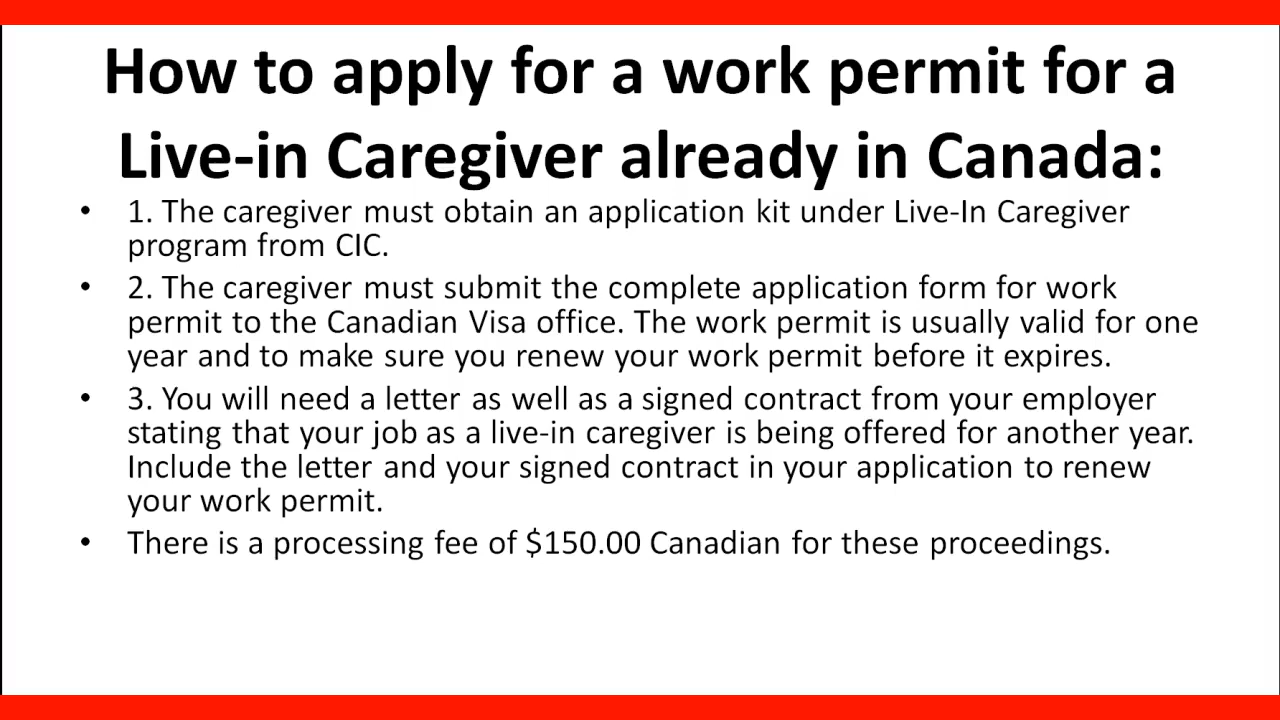 How to apply for a work permit for a
Live-in Caregiver already in Canada:
• 1. The caregiver must obtain an application kit under Live-In Caregiver
program from CIC.
• 2. The caregiver must submit the complete application form for work
permit to the Canadian Visa office. The work permit is usually valid for one
year and to make sure you renew your work permit before it expires.
• 3. You will need a letter as well as a signed contract from your employer
stating that your job as a live-in caregiver is being offered for another year.
Include the letter and your signed contract in your application to renew
your work permit.
• There is a processing fee of $150.00 Canadian for these proceedings.